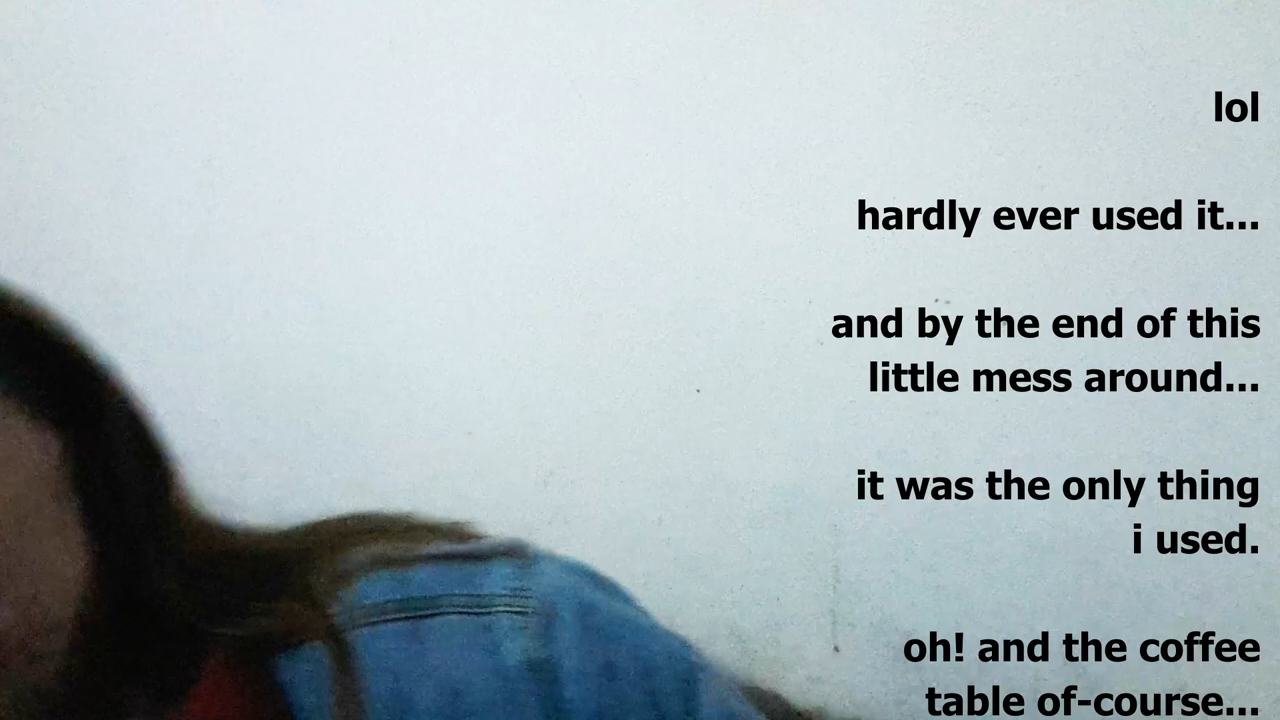 lol
hardly ever used it...
and by the end of this
little mess around...
it was the only thing
i used.
oh! and the coffee
table of-course...